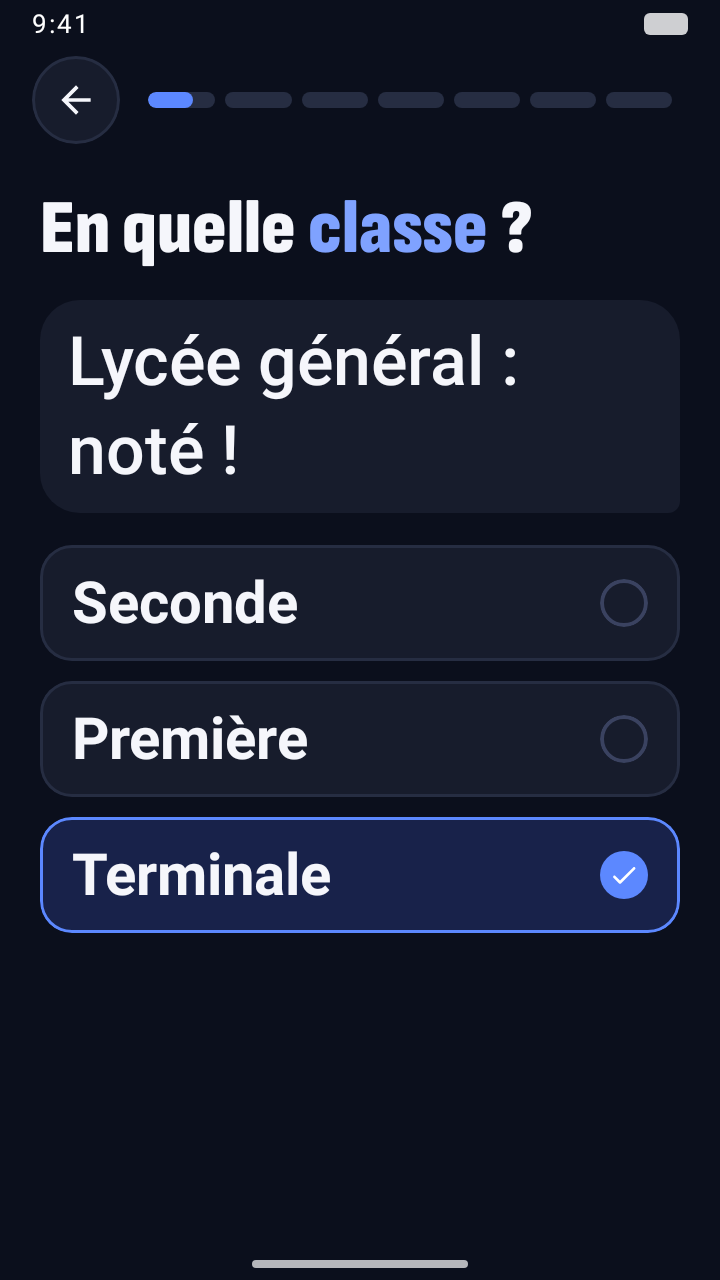 9:41
En quelle classe ?
Lycée général :
noté !
Seconde
Première
Terminale